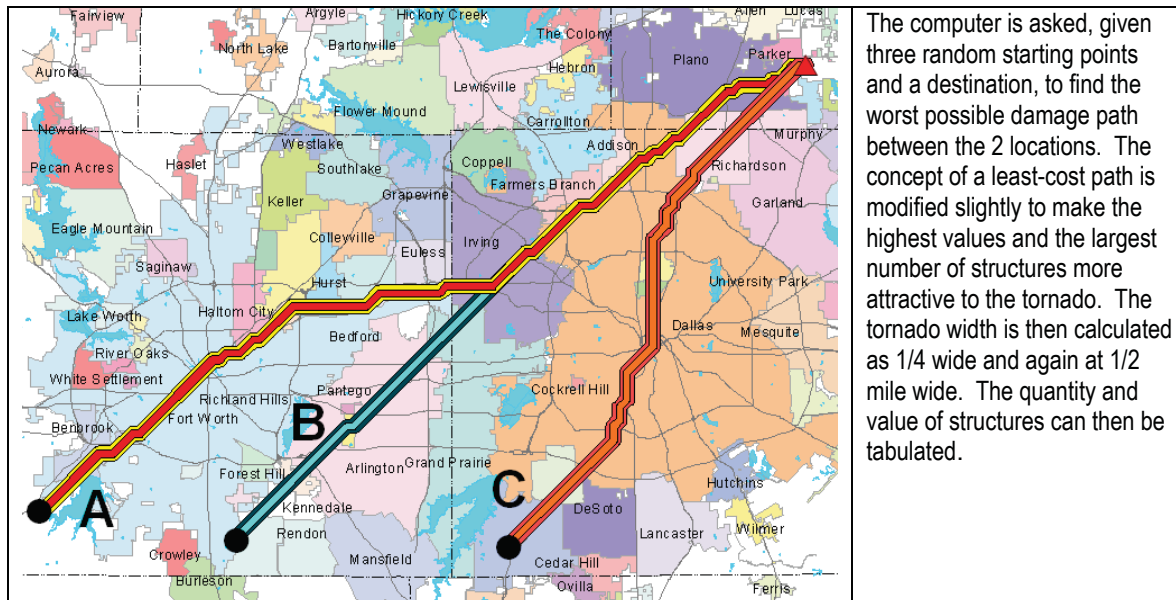 Fairview
Argyle
Hickory Creek
Allen
Lucas
North Lake
Bartonville
The Colony
Parker
Plano
Aurora
Hebron
Lewisville
Flower Mound
Carrollton
Newark
Westlake
Addison
Murphy
Pecan Acres
Haslet
Southlake
Coppell
Richardson
Grapevine
Farmers Branch
Keller
Garland
Eagle Mountain
Colleyville
Irving
Euless
Saginaw
Hurst
University Park
Lake Worth
Haltom City
Dallas
Mesquite
Bedford
River Oaks
White Settlement
Pantego
Cockrell Hill
Richland Hills
Fort Worth
B
Benbrook
Arlington
Grand Prairie
Forest Hill
C
Hutchins
A
Kennedale
DeSoto
Rendon
Lancaster
Wilmer
Crowley
Mansfield
Cedar Hill
Burleson
Ovilla
Ferris
The computer is asked, given
three random starting points
and a destination, to find the
worst possible damage path
between the 2 locations. The
concept of a least-cost path is
modified slightly to make the
highest values and the largest
number of structures more
attractive to the tornado. The
tornado width is then calculated
as 1/4 wide and again at 1/2
mile wide. The quantity and
value of structures can then be
tabulated.